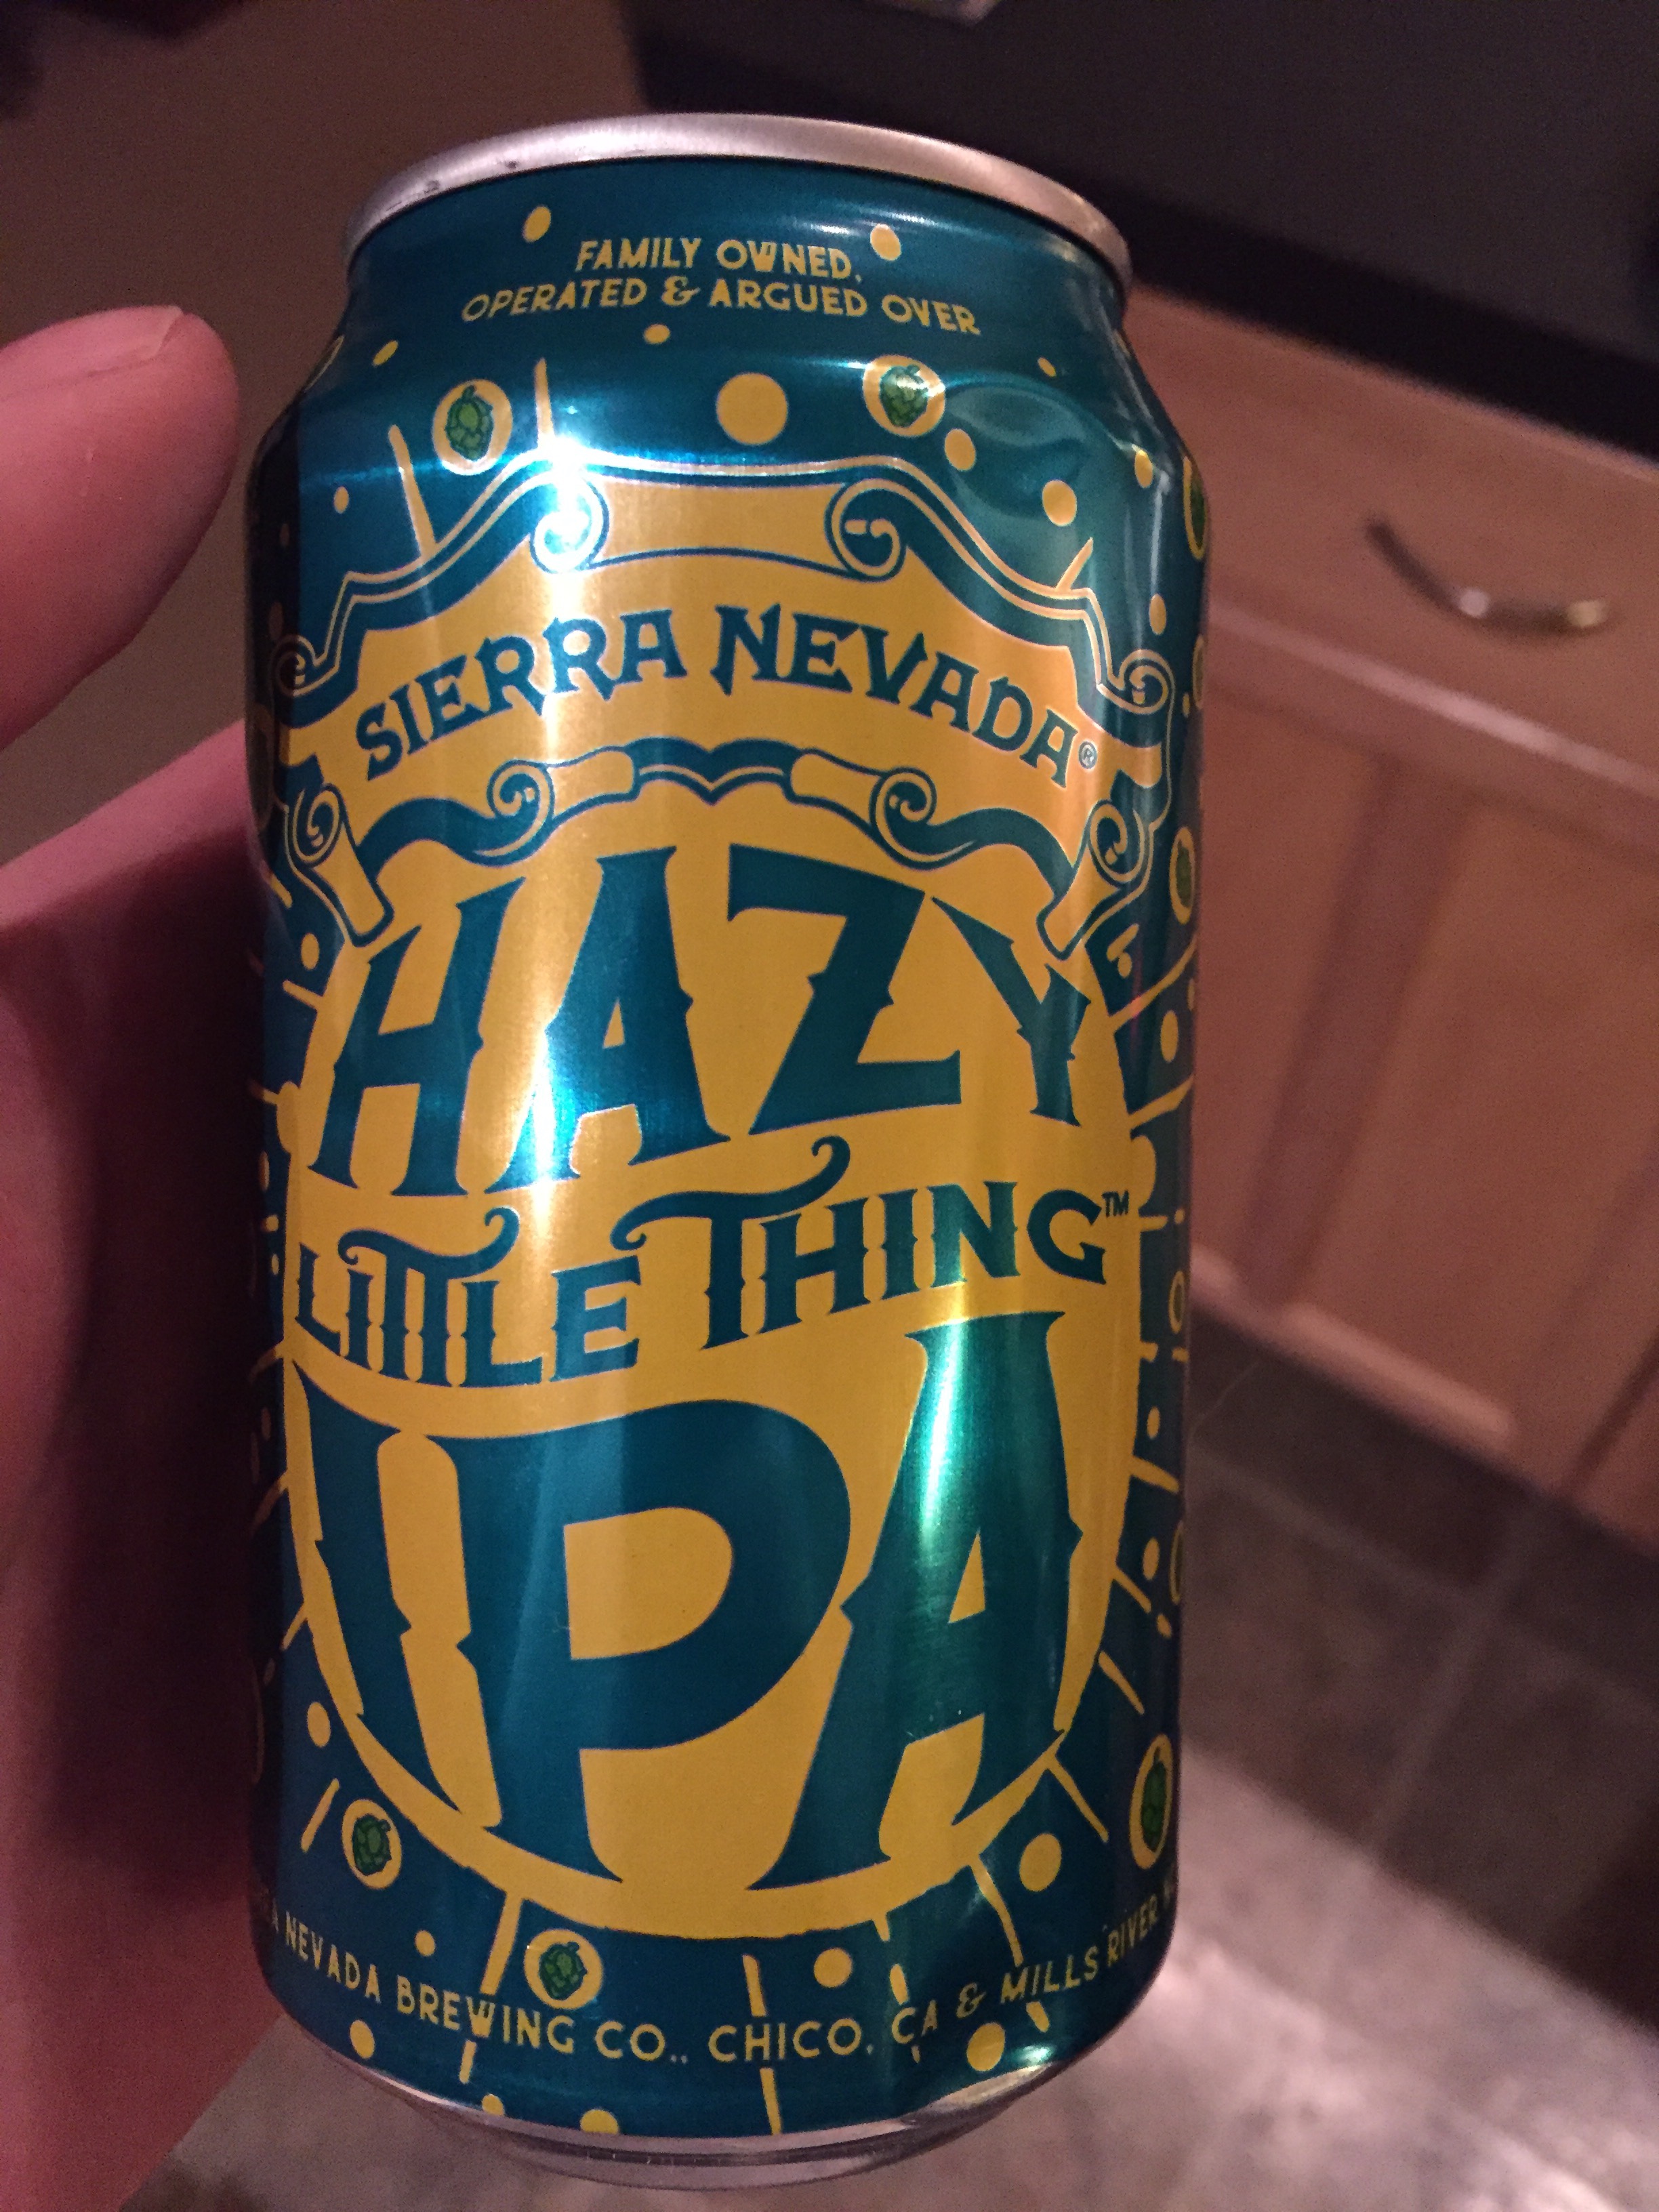 FAMILY OWNED,
OPERATED & ARGUED OVER
SIERRA NEVADA®
HAZY
LITTLE THING™
IPA
NEVADA BREWING CO., CHICO, CA & MILLS RIVER